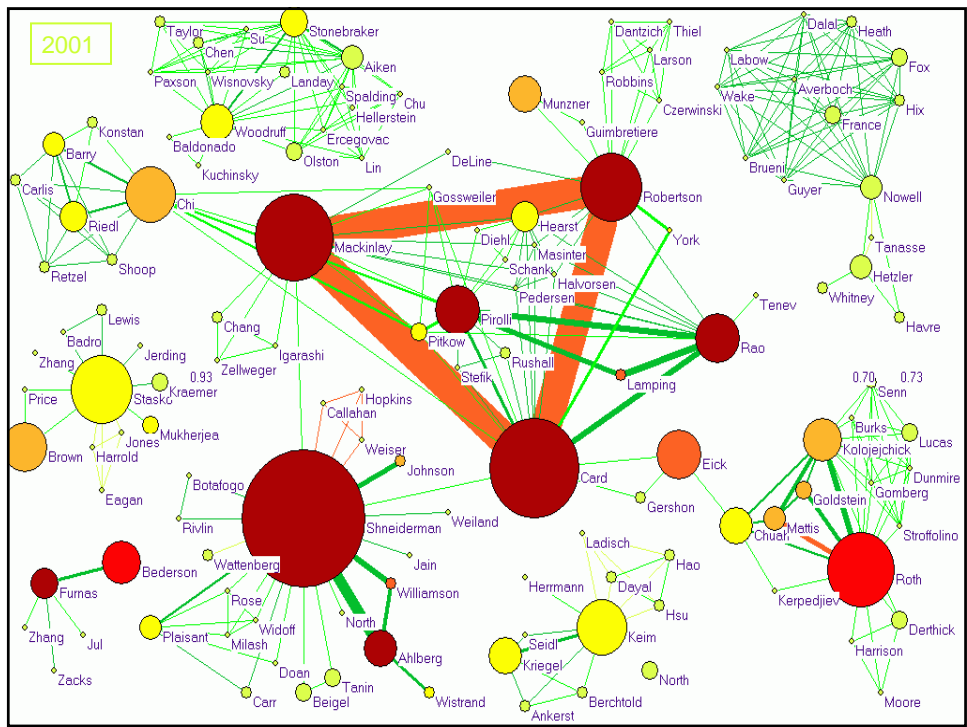 2001
Taylor
Su
Stonebraker
Chen
Aiken
Paxson
Wisnovsky
Landay
Spalding
Chu
Hellerstein
Woodruff
Ercegovac
Baldonado
Olston
Lin
Kuchinsky
Dantzich
Thiel
Larson
Robbins
Munzner
Czerwinski
Guimbretiere
Dalal
Heath
Labow
Fox
Wake
Averboch
Hix
France
Brueni
Guyer
Nowell
Tanasse
Hetzler
Whitney
Havre
Konstan
Barry
Carlis
Chi
Riedl
Retzel
Shoop
DeLine
Gossweiler
Robertson
Mackinlay
Diehl
Hearst
York
Masinter
Schank
Halvorsen
Pedersen
Tenev
Pirolli
Rao
Chang
Pitkow
Igarashi
Rushall
Zellweger
Stefik
Lamping
Lewis
Badro
Zhang
Jerding
0.93
Price
Stasko
Kraemer
Mukherjea
Jones
Brown
Harrold
Eagan
Hopkins
Callahan
Weiser
Johnson
Card
Eick
Gershon
0.70
0.73
Senn
Burks
Lucas
Kolojejchick
Dunmire
Goldstein
Gomberg
Mattis
Chuah
Stroffolino
Roth
Kerpedjiev
Derthick
Harrison
Moore
Botafogo
Rivlin
Shneiderman
Weiland
Wattenberg
Jain
Williamson
Rose
North
Widoff
Plaisant
Milash
Ahlberg
Doan
Tanin
Carr
Beigel
Wistrand
Bederson
Furnas
Zhang
Jul
Zacks
Ladisch
Hao
Herrmann
Dayal
Hsu
Seidl
Keim
Kriegel
North
Berchtold
Ankerst